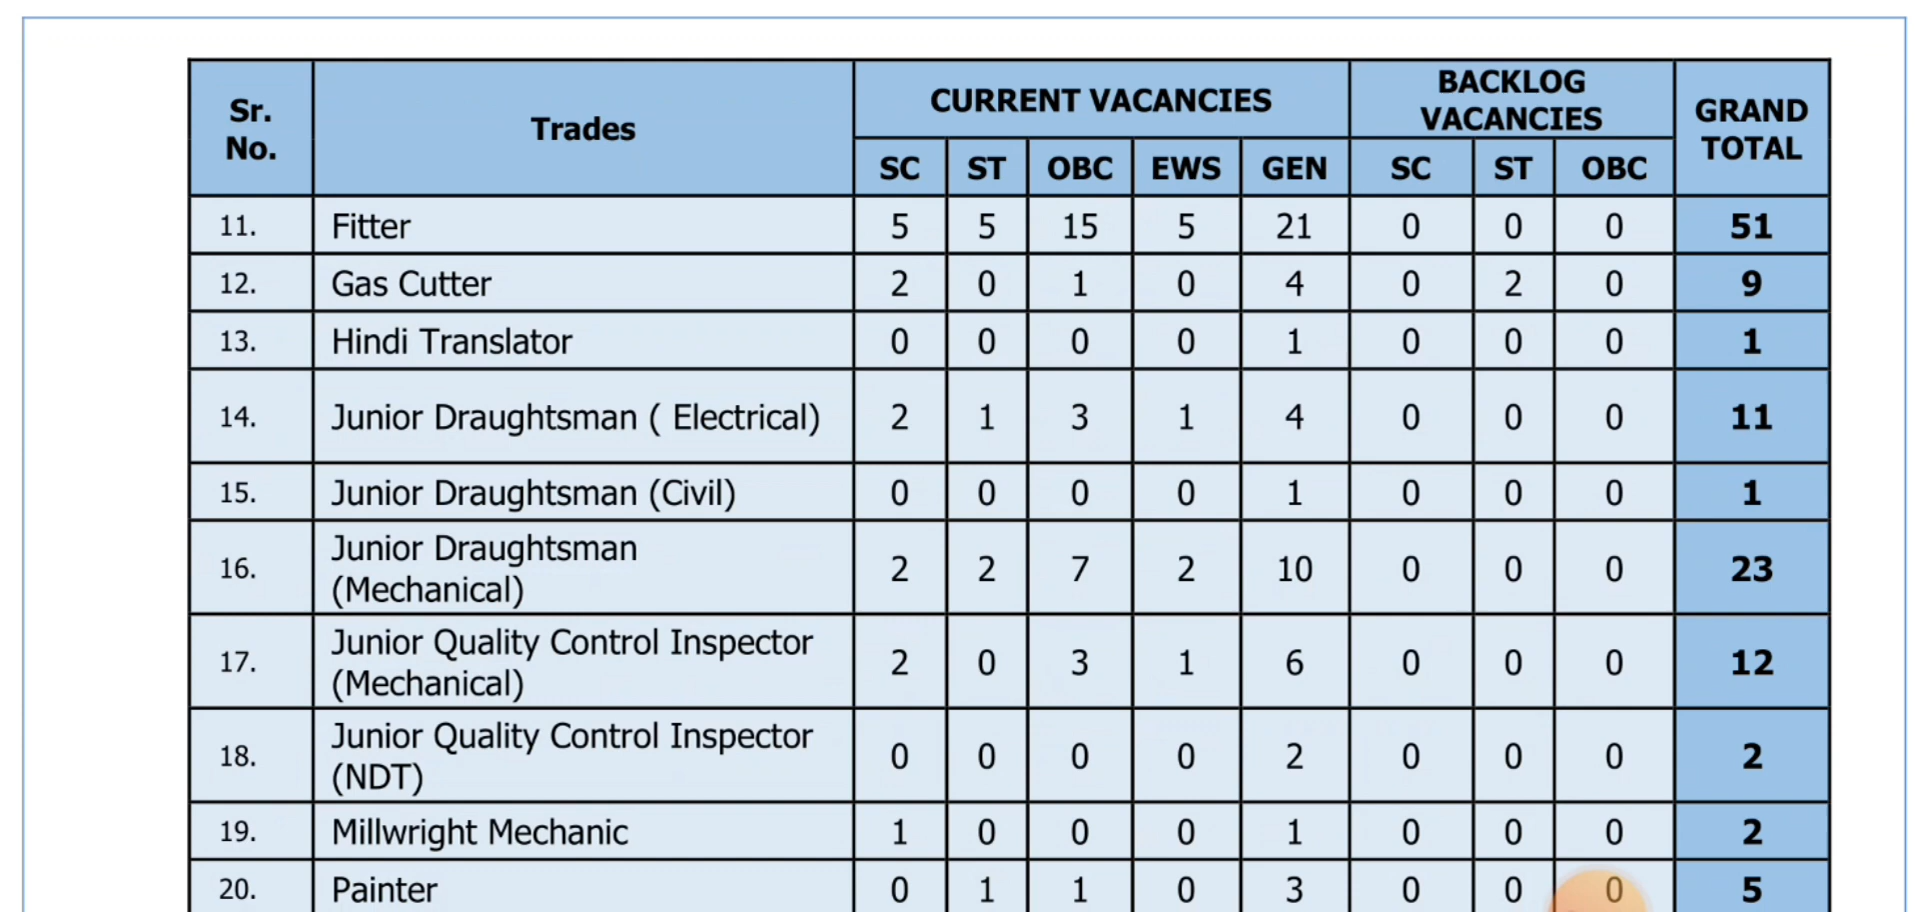 Sr. No. Trades CURRENT VACANCIES BACKLOG VACANCIES GRAND TOTAL
SC ST OBC EWS GEN SC ST OBC
11. Fitter 5 5 15 5 21 0 0 0 51
12. Gas Cutter 2 0 1 0 4 0 2 0 9
13. Hindi Translator 0 0 0 0 1 0 0 0 1
14. Junior Draughtsman ( Electrical) 2 1 3 1 4 0 0 0 11
15. Junior Draughtsman (Civil) 0 0 0 0 1 0 0 0 1
16. Junior Draughtsman (Mechanical) 2 2 7 2 10 0 0 0 23
17. Junior Quality Control Inspector (Mechanical) 2 0 3 1 6 0 0 0 12
18. Junior Quality Control Inspector (NDT) 0 0 0 0 2 0 0 0 2
19. Millwright Mechanic 1 0 0 0 1 0 0 0 2
20. Painter 0 1 1 0 3 0 0 0 5